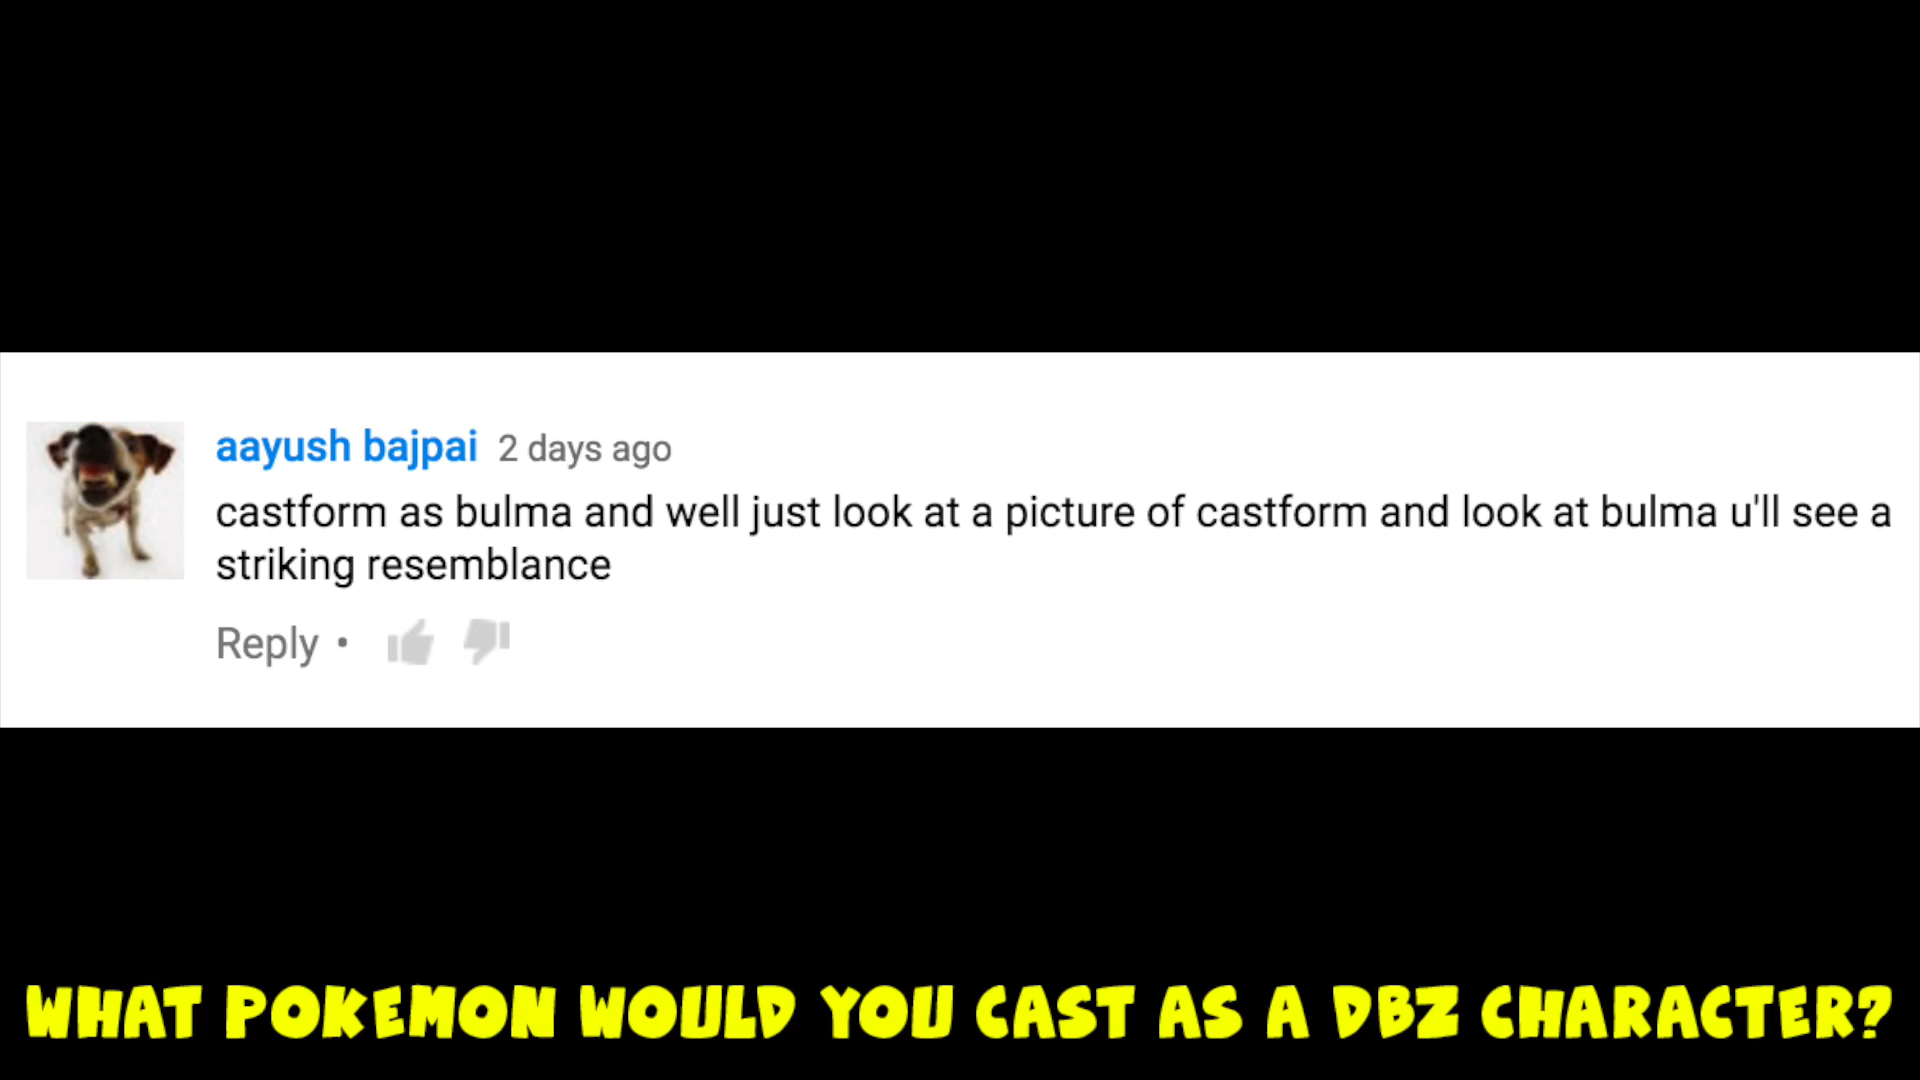 aayush bajpai 2 days ago
castform as bulma and well just look at a picture of castform and look at bulma u'll see a
striking resemblance
Reply •
WHAT POKEMON WOULD YOU CAST AS A DBZ CHARACTER?